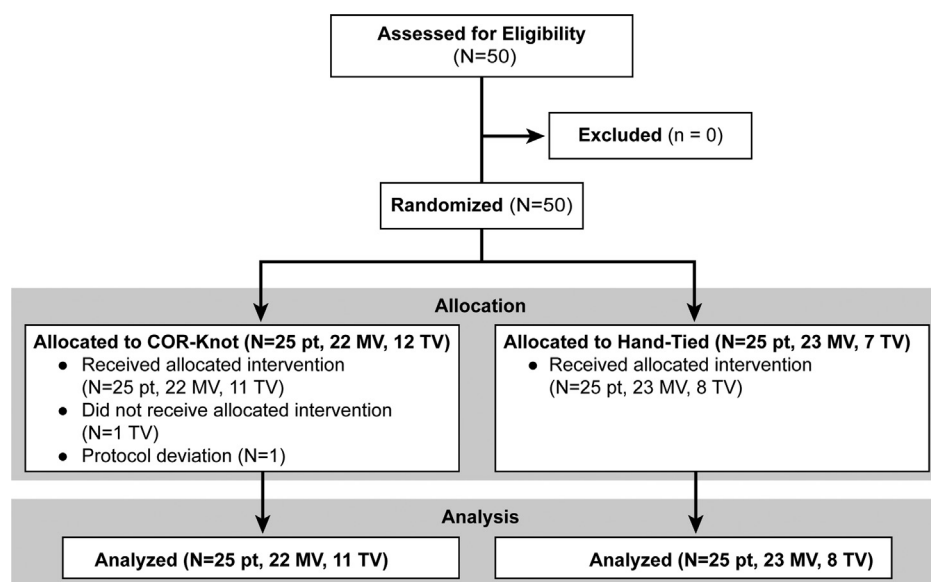 Assessed for Eligibility
(N=50)
Excluded (n = 0)
Randomized (N=50)
Allocation
Allocated to COR-Knot (N=25 pt, 22 MV, 12 TV)
● Received allocated intervention
(N=25 pt, 22 MV, 11 TV)
● Did not receive allocated intervention
(N=1 TV)
● Protocol deviation (N=1)
Allocated to Hand-Tied (N=25 pt, 23 MV, 7 TV)
● Received allocated intervention
(N=25 pt, 23 MV, 8 TV)
Analysis
Analyzed (N=25 pt, 22 MV, 11 TV)
Analyzed (N=25 pt, 23 MV, 8 TV)